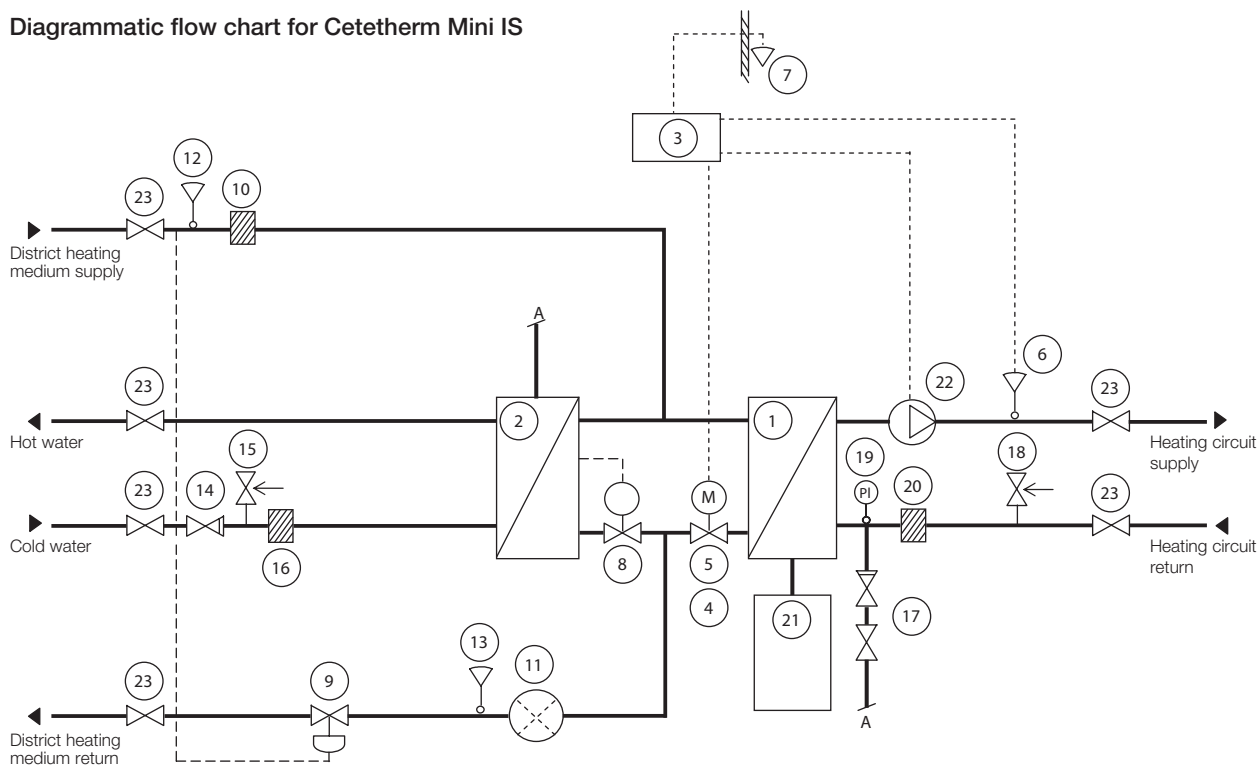 Diagrammatic flow chart for Cetetherm Mini IS
7
3
12
23
10
District heating
medium supply
A
6
23
22
23
2
1
Hot water
Heating circuit
supply
15
19
18
23
14
M
PI
20
23
Cold water
Heating circuit
return
16
8
5
4
21
17
13
11
23
9
A
District heating
medium return